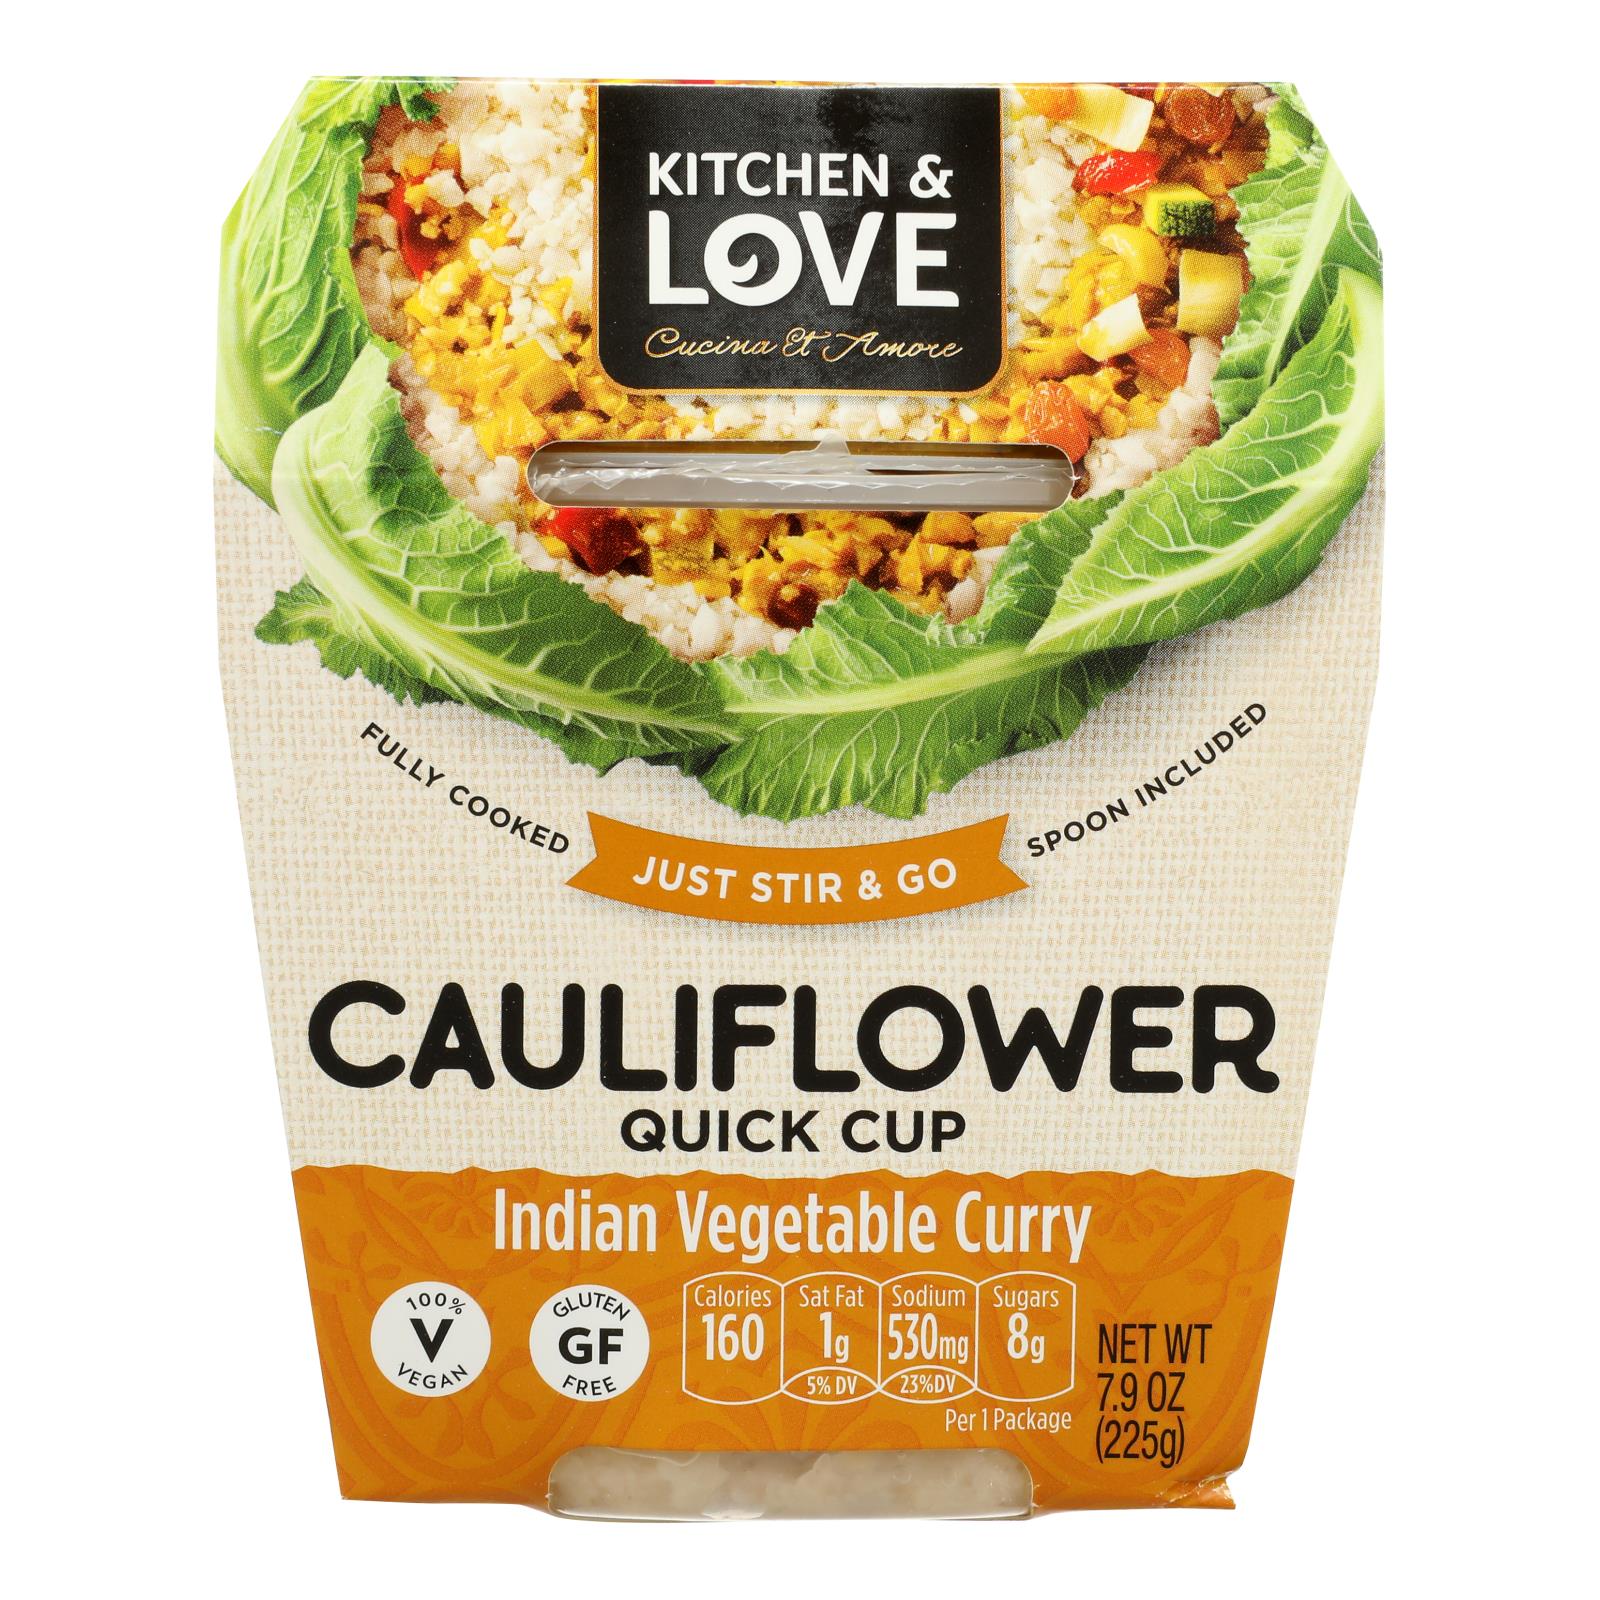 KITCHEN &
LOVE
Cucina Et Amore
FULLY COOKED
JUST STIR & GO
SPOON INCLUDED
CAULIFLOWER
QUICK CUP
Indian Vegetable Curry
100%
V
VEGAN
GLUTEN
GF
FREE
Calories
160
Sat Fat
1g
5% DV
Sodium
530mg
23%DV
Sugars
8g
Per 1 Package
NET WT
7.9 OZ
(225g)